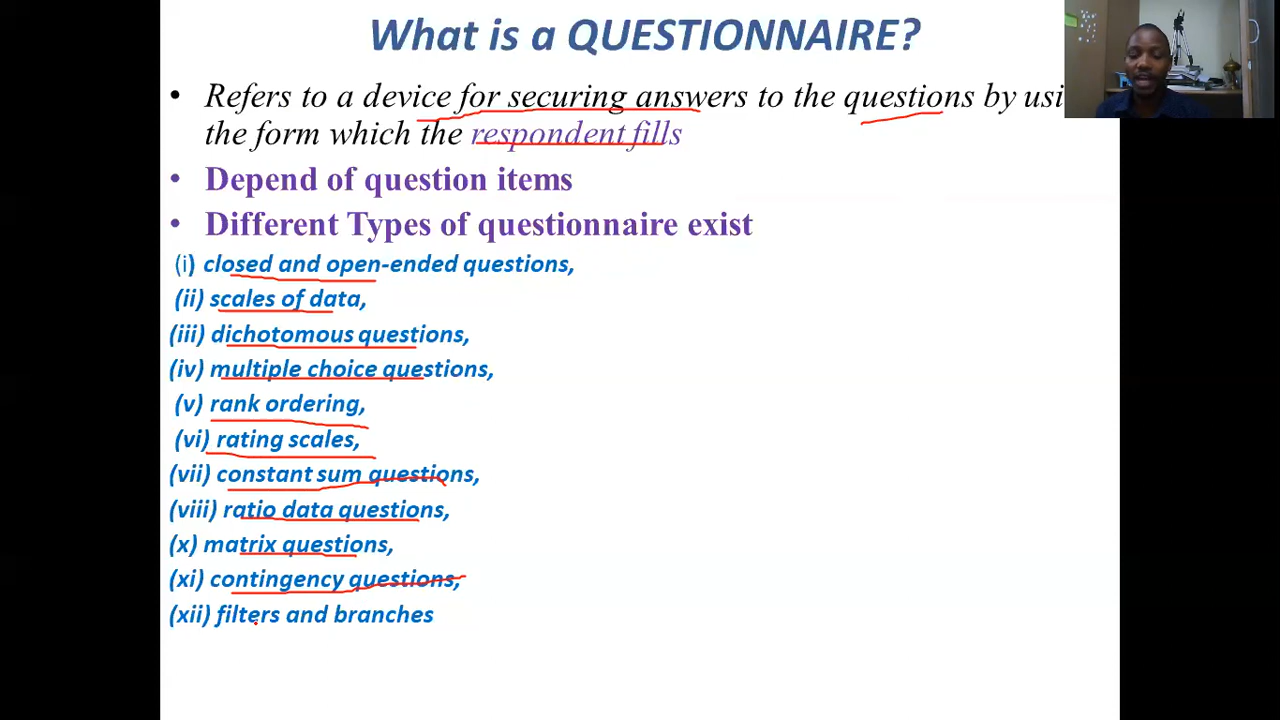 What is a QUESTIONNAIRE?
• Refers to a device for securing answers to the questions by usi
the form which the respondent fills
• Depend of question items
• Different Types of questionnaire exist
(i) closed and open-ended questions,
(ii) scales of data,
(iii) dichotomous questions,
(iv) multiple choice questions,
(v) rank ordering,
(vi) rating scales,
(vii) constant sum questions,
(viii) ratio data questions,
(x) matrix questions,
(xi) contingency questions,
(xii) filters and branches